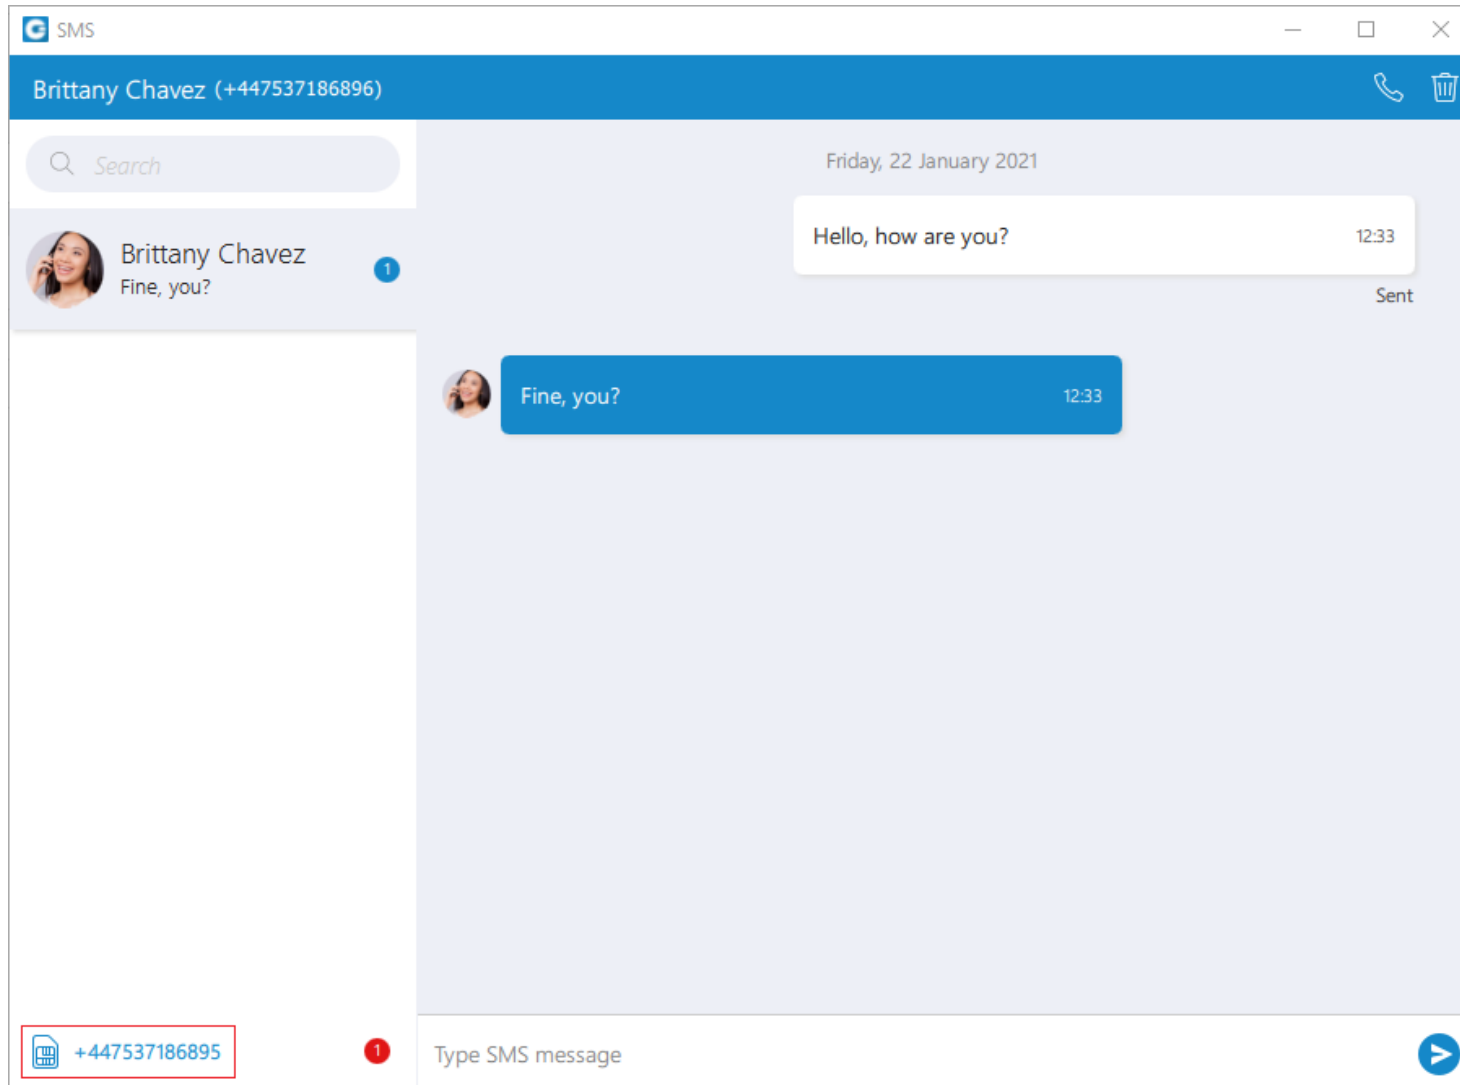 SMS
Brittany Chavez (+447537186896)
Search
Brittany Chavez
Fine, you?
1
Friday, 22 January 2021
Hello, how are you? 12:33
Sent
Fine, you? 12:33
+447537186895 1
Type SMS message